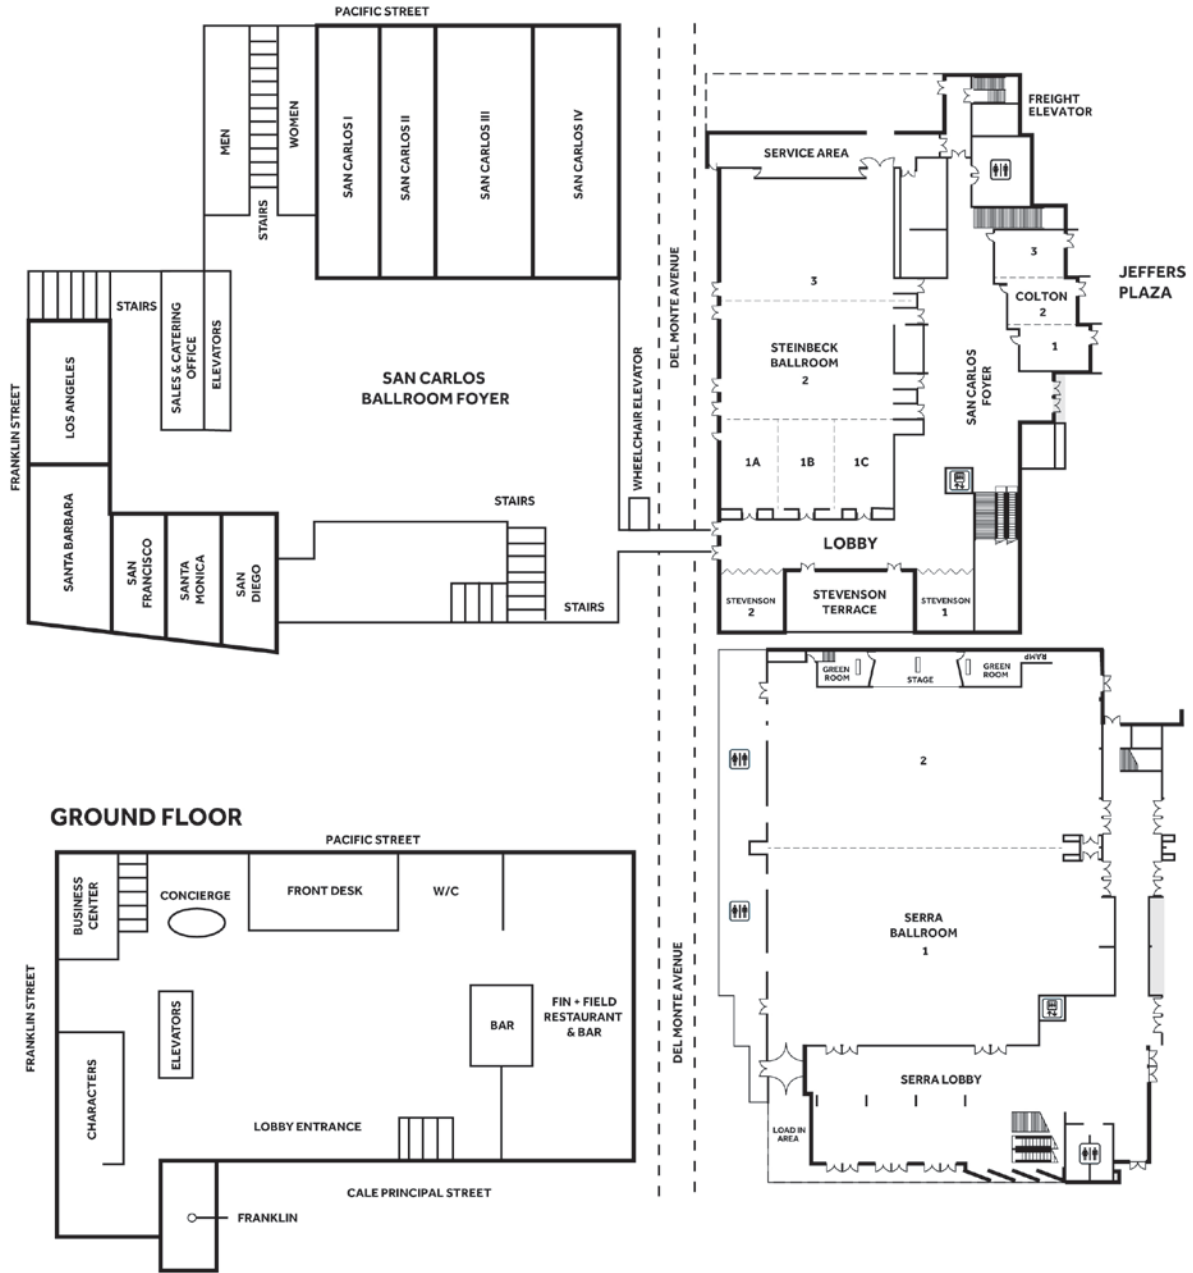 PACIFIC STREET
MEN
STAIRS
WOMEN
SAN CARLOS I
SAN CARLOS II
SAN CARLOS III
SAN CARLOS IV
STAIRS
SALES & CATERING
OFFICE
ELEVATORS
LOS ANGELES
FRANKLIN STREET
SANTA BARBARA
SAN
FRANCISCO
SANTA
MONICA
SAN
DIEGO
SAN CARLOS
BALLROOM FOYER
WHEELCHAIR ELEVATOR
DEL MONTE AVENUE
STAIRS
STAIRS
FREIGHT
ELEVATOR
SERVICE AREA
3
STEINBECK
BALLROOM
2
1A
1B
1C
SAN CARLOS
FOYER
3
COLTON
2
1
JEFFERS
PLAZA
LOBBY
STEVENSON
2
STEVENSON
TERRACE
STEVENSON
1
GREEN
ROOM
STAGE
GREEN
ROOM
RAMP
2
SERRA
BALLROOM
1
SERRA LOBBY
LOAD IN
AREA
GROUND FLOOR
PACIFIC STREET
BUSINESS
CENTER
CONCIERGE
FRONT DESK
W/C
FRANKLIN STREET
ELEVATORS
CHARACTERS
BAR
FIN + FIELD
RESTAURANT
& BAR
DEL MONTE AVENUE
LOBBY ENTRANCE
CALE PRINCIPAL STREET
FRANKLIN